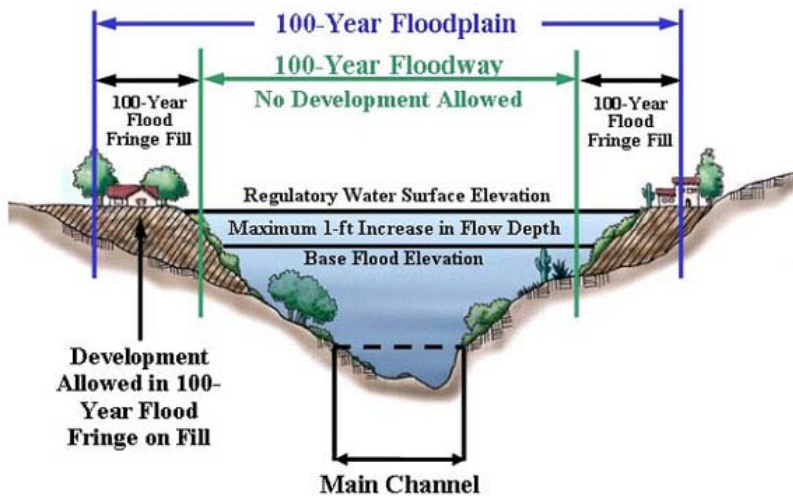 100-Year Floodplain
100-Year Floodway
No Development Allowed
100-Year
Flood
Fringe Fill
100-Year
Flood
Fringe Fill
Regulatory Water Surface Elevation
Maximum 1-ft Increase in Flow Depth
Base Flood Elevation
Development
Allowed in 100-
Year Flood
Fringe on Fill
Main Channel